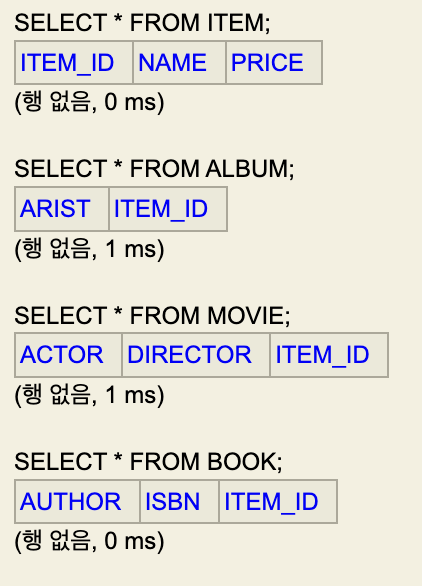 SELECT * FROM ITEM;
ITEM_ID NAME PRICE
(행 없음, 0 ms)
SELECT * FROM ALBUM;
ARIST ITEM_ID
(행 없음, 1 ms)
SELECT * FROM MOVIE;
ACTOR DIRECTOR ITEM_ID
(행 없음, 1 ms)
SELECT * FROM BOOK;
AUTHOR ISBN ITEM_ID
(행 없음, 0 ms)